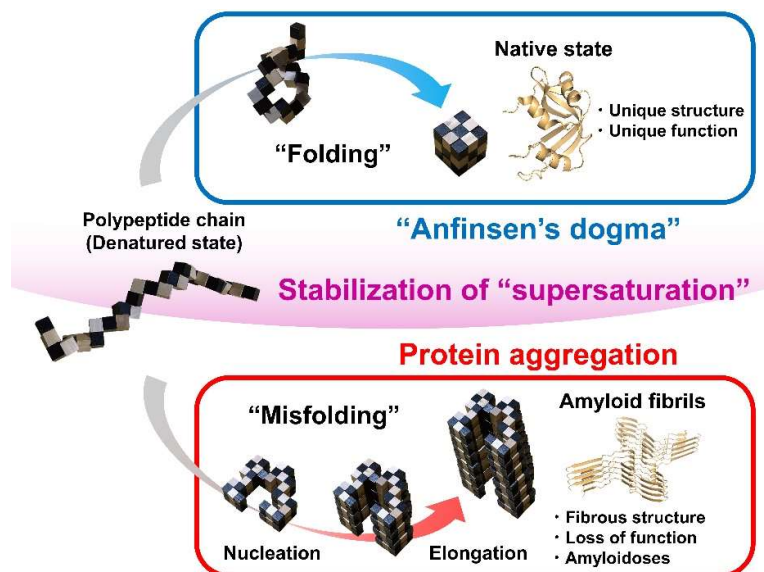 Native state
・Unique structure
・Unique function
“Folding”
Polypeptide chain
(Denatured state)
“Anfinsen’s dogma”
Stabilization of “supersaturation”
Protein aggregation
“Misfolding”
Amyloid fibrils
・Fibrous structure
・Loss of function
・Amyloidoses
Nucleation
Elongation